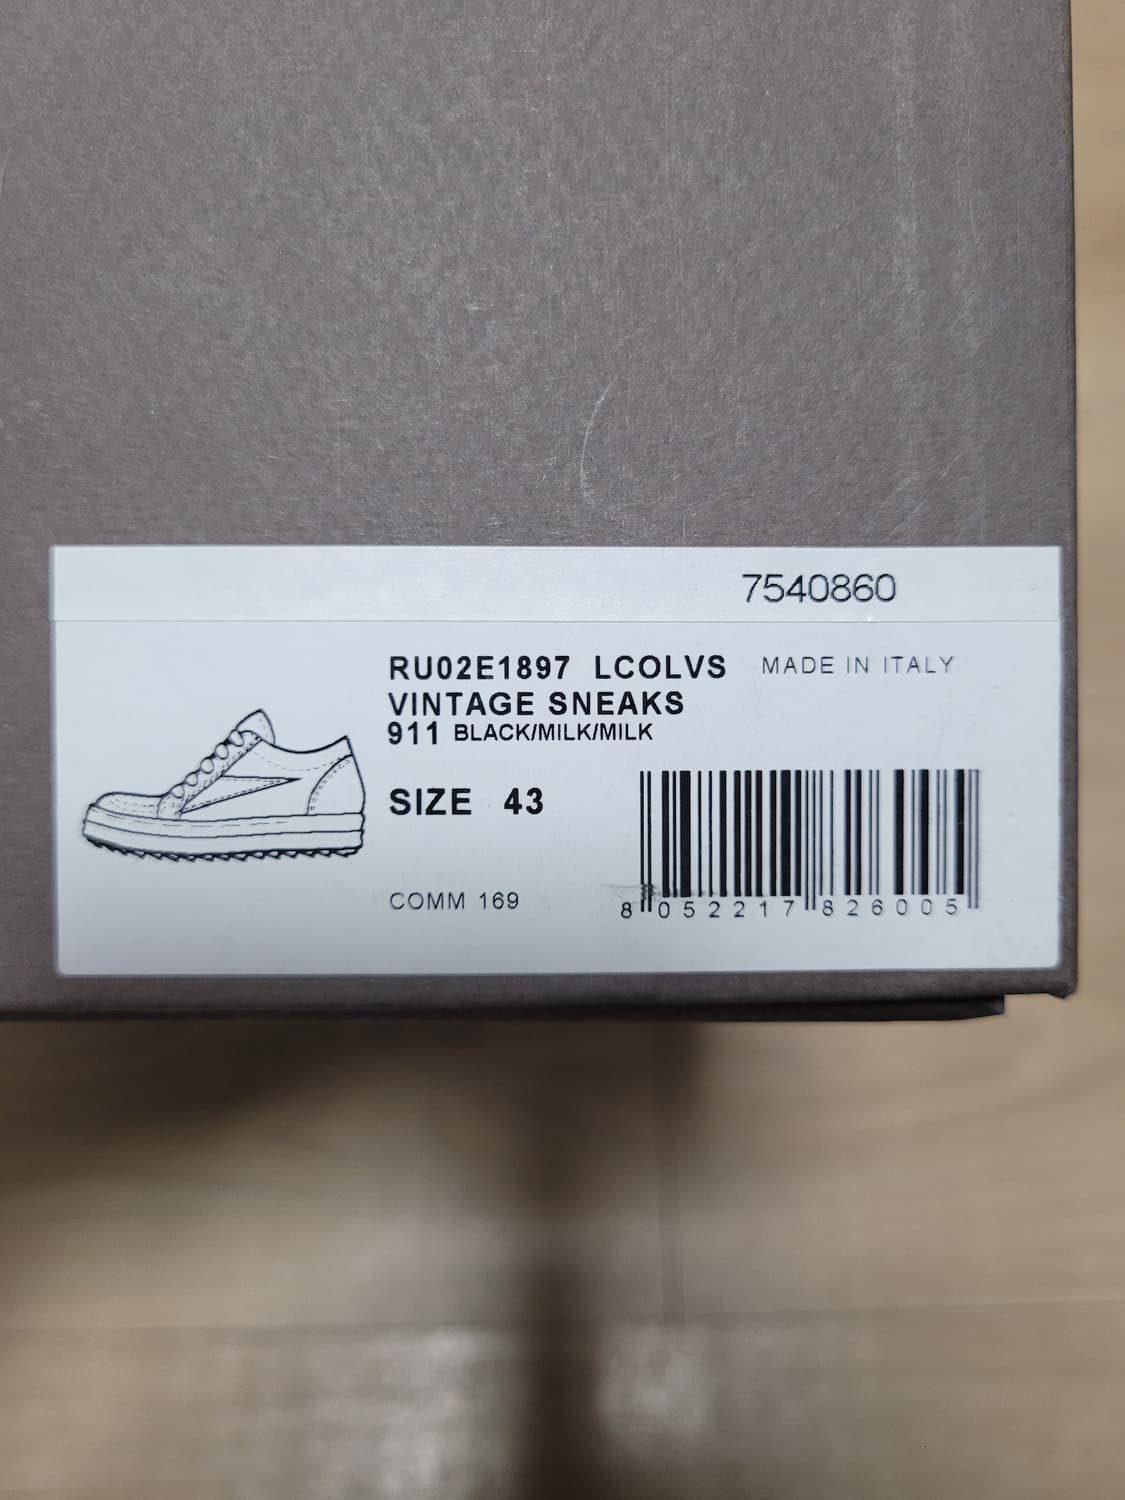 7540860
RU02E1897 LCOLVS MADE IN ITALY
VINTAGE SNEAKS
911 BLACK/MILK/MILK
SIZE 43
COMM 169
8 052217 826005